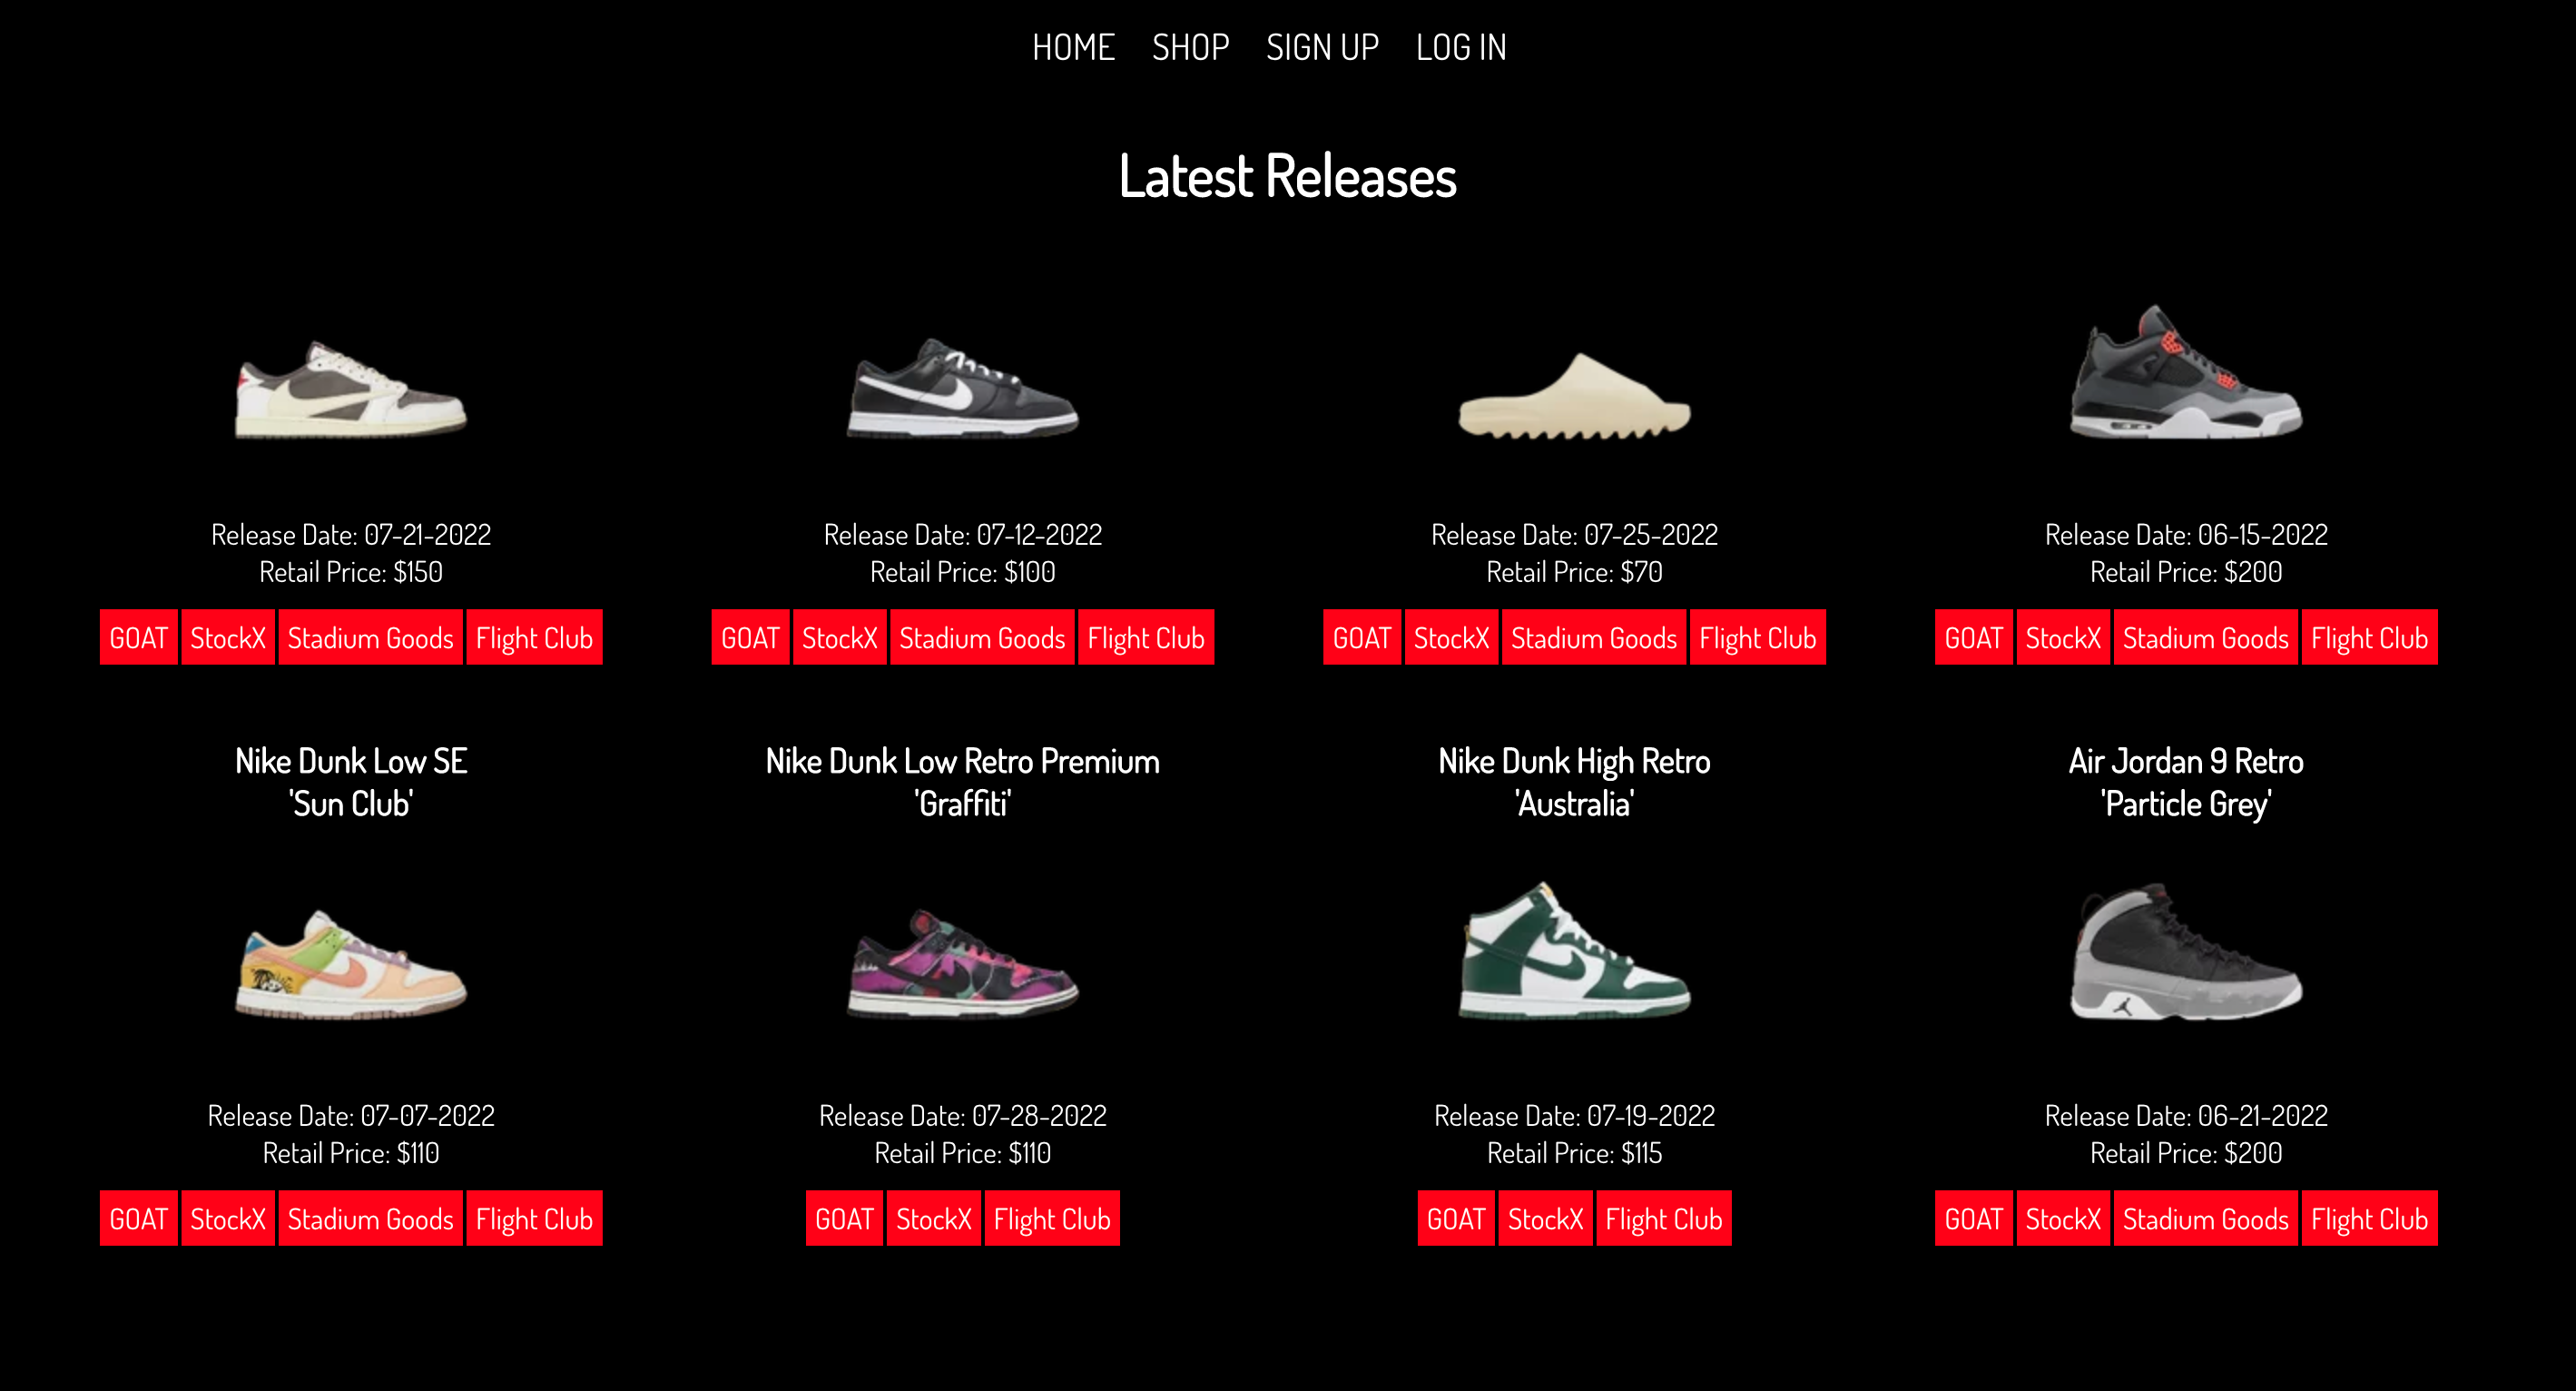 HOME SHOP SIGN UP LOG IN
Latest Releases
Release Date: 07-21-2022
Retail Price: $150
GOAT StockX Stadium Goods Flight Club
Release Date: 07-12-2022
Retail Price: $100
GOAT StockX Stadium Goods Flight Club
Release Date: 07-25-2022
Retail Price: $70
GOAT StockX Stadium Goods Flight Club
Release Date: 06-15-2022
Retail Price: $200
GOAT StockX Stadium Goods Flight Club
Nike Dunk Low SE
'Sun Club'
Release Date: 07-07-2022
Retail Price: $110
GOAT StockX Stadium Goods Flight Club
Nike Dunk Low Retro Premium
'Graffiti'
Release Date: 07-28-2022
Retail Price: $110
GOAT StockX Flight Club
Nike Dunk High Retro
'Australia'
Release Date: 07-19-2022
Retail Price: $115
GOAT StockX Flight Club
Air Jordan 9 Retro
'Particle Grey'
Release Date: 06-21-2022
Retail Price: $200
GOAT StockX Stadium Goods Flight Club